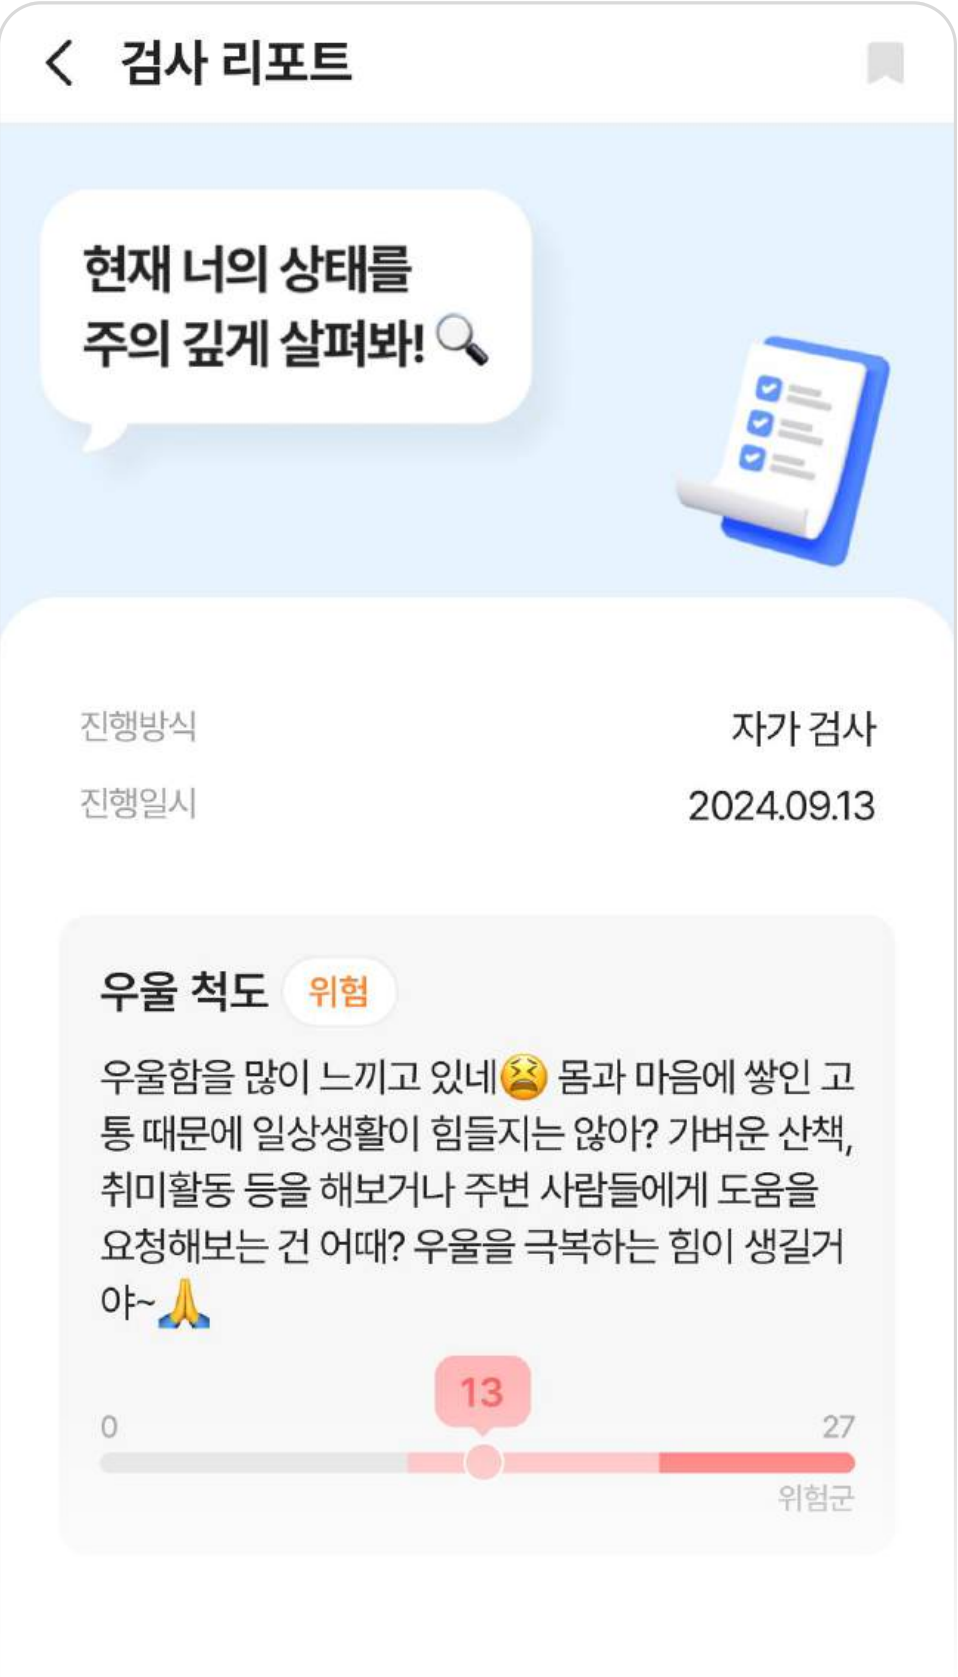 검사 리포트
현재 너의 상태를
주의 깊게 살펴봐! 🔍
진행방식 자가 검사
진행일시 2024.09.13
우울 척도 위험
우울함을 많이 느끼고 있네😫 몸과 마음에 쌓인 고
통 때문에 일상생활이 힘들지는 않아? 가벼운 산책,
취미활동 등을 해보거나 주변 사람들에게 도움을
요청해보는 건 어때? 우울을 극복하는 힘이 생길거
야~🙏
13
0 27
위험군